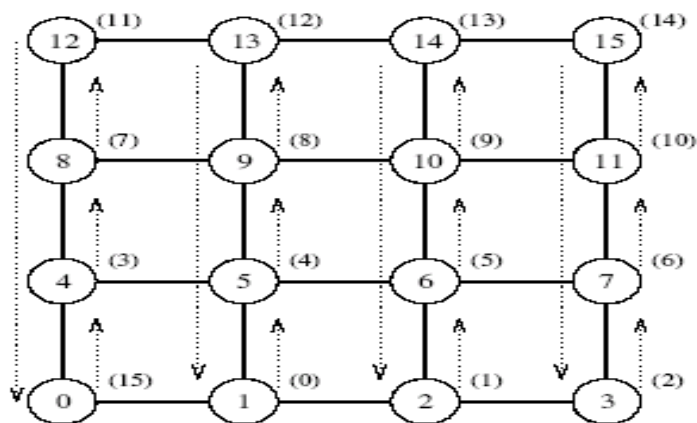 12 (11) 13 (12) 14 (13) 15 (14)
8 (7) 9 (8) 10 (9) 11 (10)
4 (3) 5 (4) 6 (5) 7 (6)
0 (15) 1 (0) 2 (1) 3 (2)